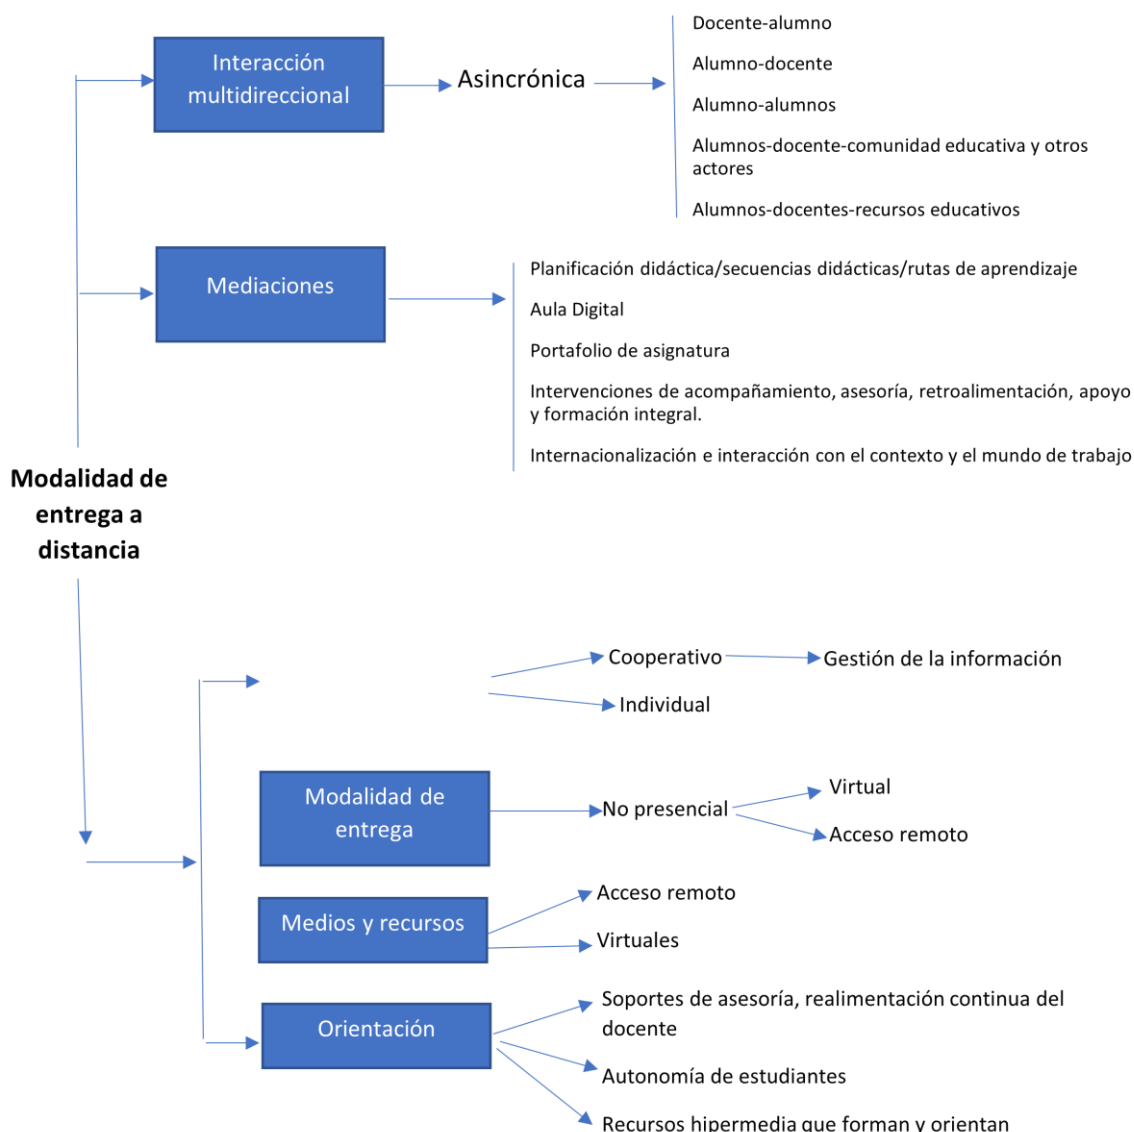 Interacción
multidireccional
Asincrónica
Docente-alumno
Alumno-docente
Alumno-alumnos
Alumnos-docente-comunidad educativa y otros
actores
Alumnos-docentes-recursos educativos
Mediaciones
Planificación didáctica/secuencias didácticas/rutas de aprendizaje
Aula Digital
Portafolio de asignatura
Intervenciones de acompañamiento, asesoría, retroalimentación, apoyo
y formación integral.
Internacionalización e interacción con el contexto y el mundo de trabajo
Modalidad de
entrega a
distancia
Cooperativo
Gestión de la información
Individual
Modalidad de
entrega
No presencial
Virtual
Acceso remoto
Medios y recursos
Acceso remoto
Virtuales
Orientación
Soportes de asesoría, realimentación continua del
docente
Autonomía de estudiantes
Recursos hipermedia que forman y orientan